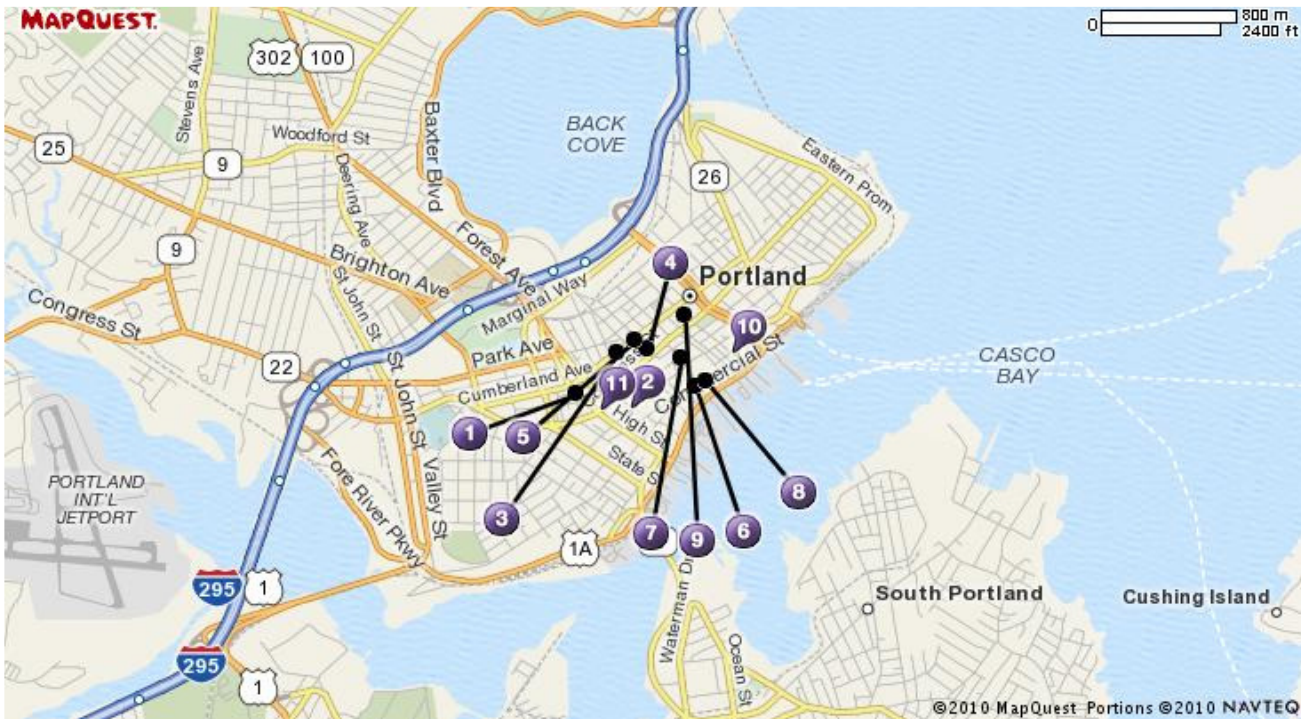 MAPQUEST.
0
800 m
2400 ft
302
100
Stevens Ave
Woodford St
Baxter Blvd
BACK
COVE
25
9
26
Eastern Prom
Deering Ave
9
Forest Ave
Brighton Ave
4
Portland
Marginal Way
Congress St
St John St
10
22
Park Ave
Commercial St
CASCO
BAY
Cumberland Ave
11
2
St John St
High St
1
5
Valley St
State S
PORTLAND
INT'L
JETPORT
Fore River Pkwy
8
3
7
9
6
1A
Waterman Dr
295
1
South Portland
Cushing Island
Ocean St
295
1
©2010 MapQuest Portions ©2010 NAVTEQ